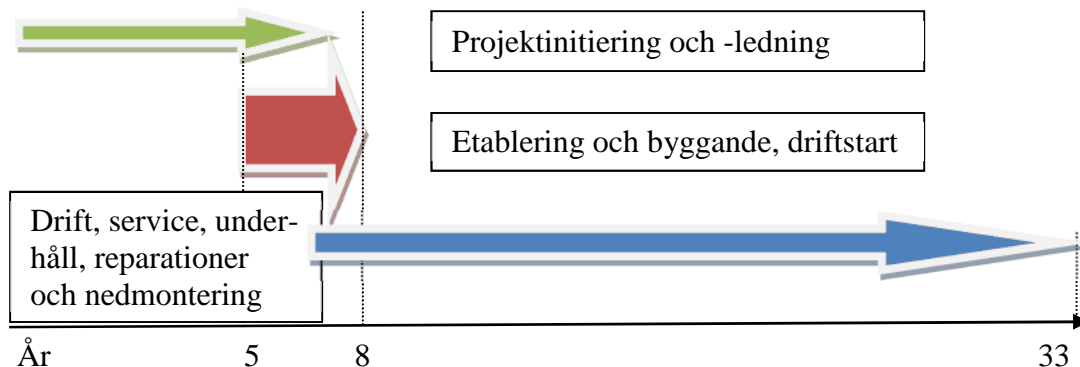 Projektinitiering och -ledning
Etablering och byggande, driftstart
Drift, service, under-
håll, reparationer
och nedmontering
År 5 8 33